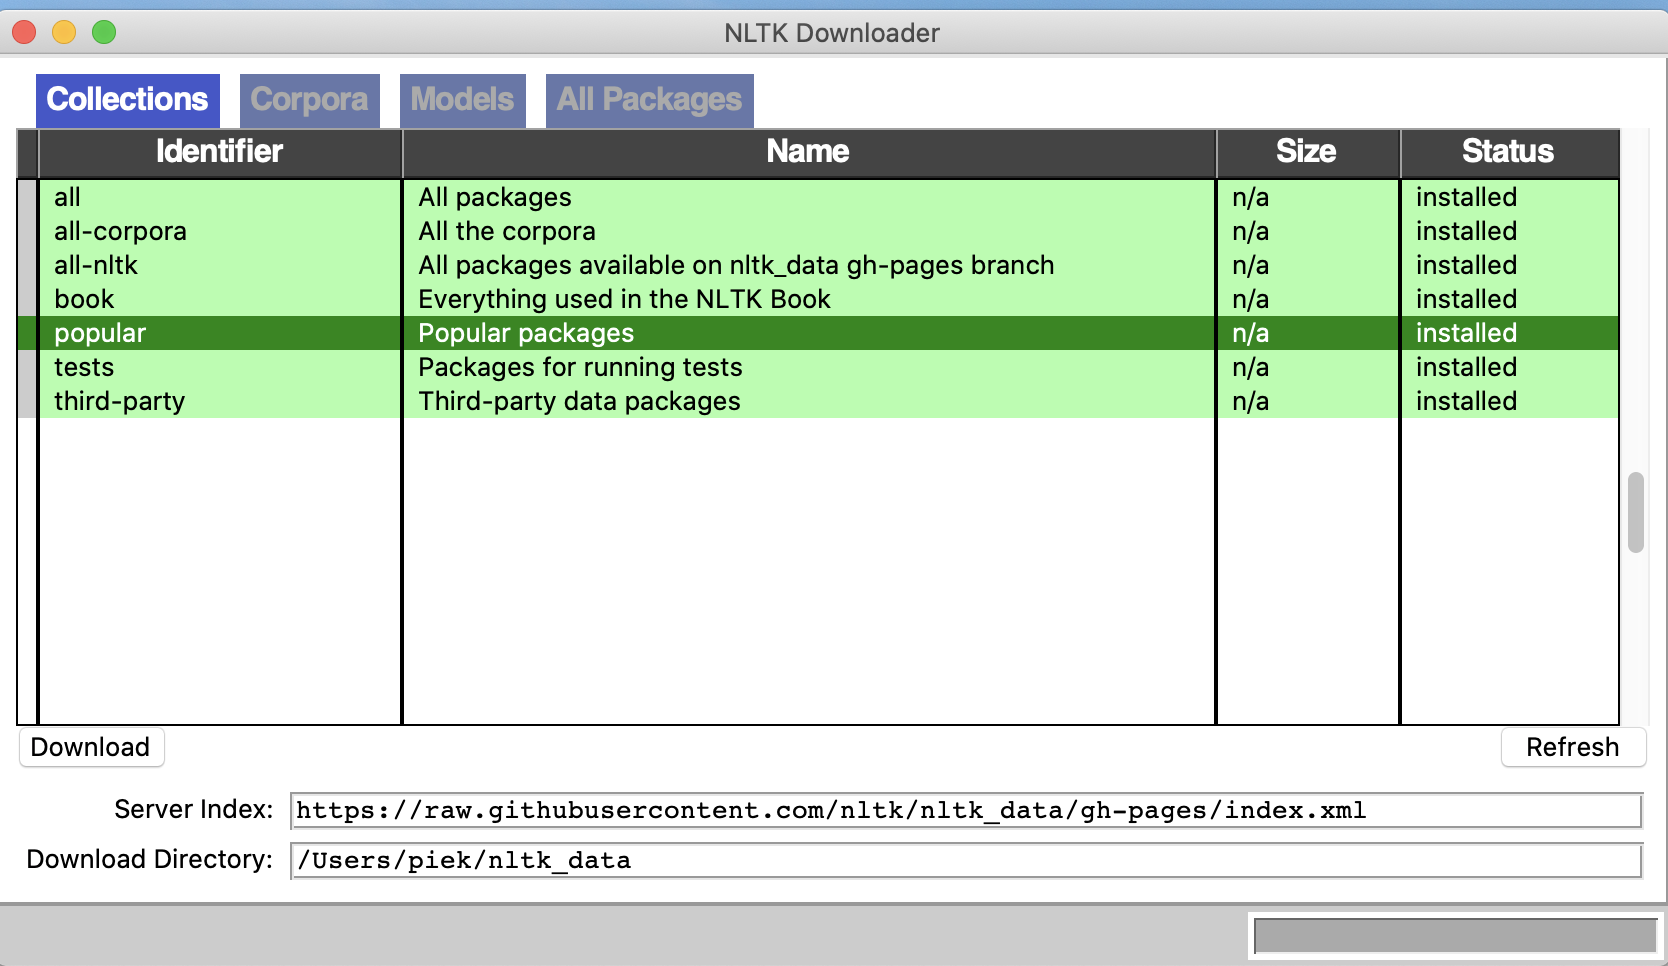 NLTK Downloader
Collections Corpora Models All Packages
Identifier Name Size Status
all All packages n/a installed
all-corpora All the corpora n/a installed
all-nltk All packages available on nltk_data gh-pages branch n/a installed
book Everything used in the NLTK Book n/a installed
popular Popular packages n/a installed
tests Packages for running tests n/a installed
third-party Third-party data packages n/a installed
Download Refresh
Server Index: https://raw.githubusercontent.com/nltk/nltk_data/gh-pages/index.xml
Download Directory: /Users/piek/nltk_data